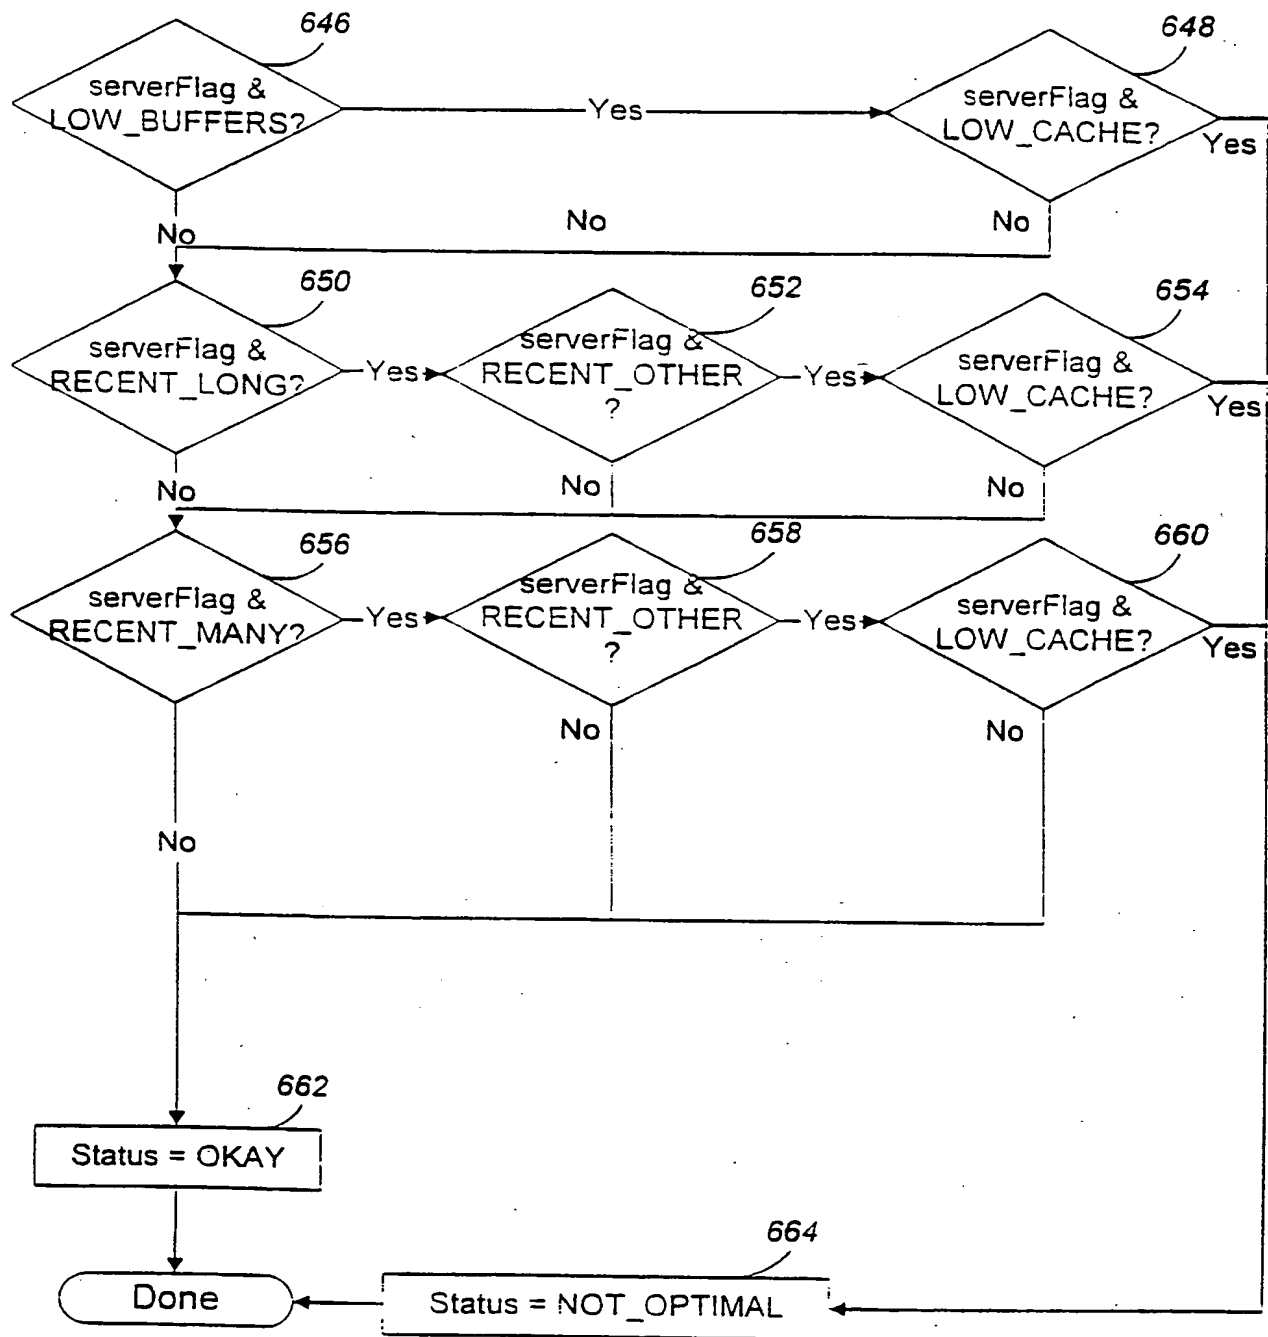 646
serverFlag &
LOW_BUFFERS?
Yes
648
serverFlag &
LOW_CACHE?
Yes
No
No
No
650
serverFlag &
RECENT_LONG?
Yes
652
serverFlag &
RECENT_OTHER
?
Yes
654
serverFlag &
LOW_CACHE?
Yes
No
No
No
656
serverFlag &
RECENT_MANY?
Yes
658
serverFlag &
RECENT_OTHER
?
Yes
660
serverFlag &
LOW_CACHE?
Yes
No
No
No
662
Status = OKAY
Done
664
Status = NOT_OPTIMAL